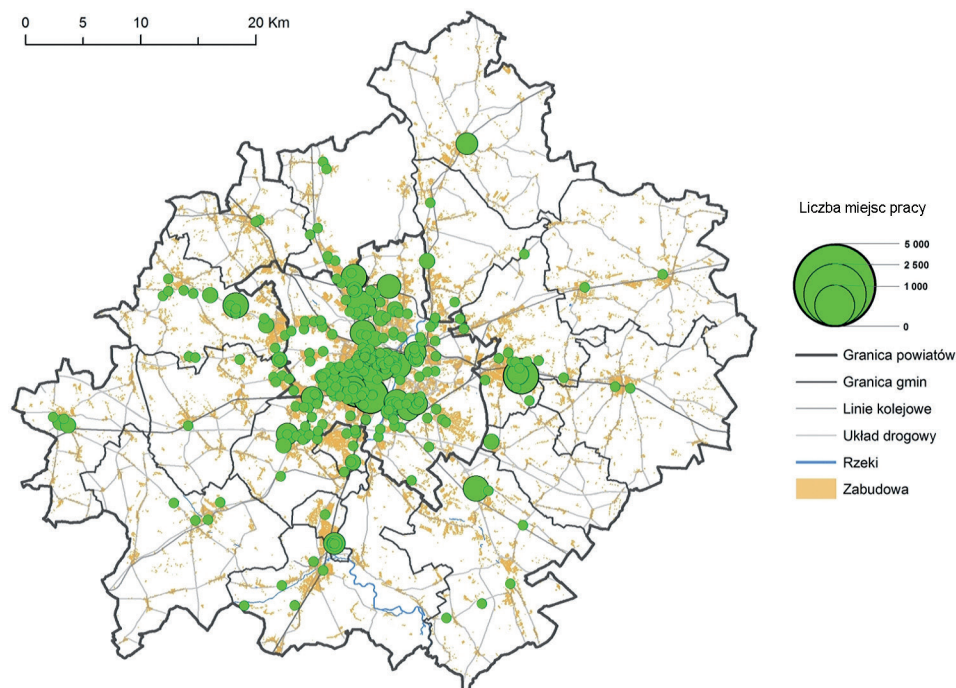 0 5 10 20 Km
Liczba miejsc pracy
5 000
2 500
1 000
0
Granica powiatów
Granica gmin
Linie kolejowe
Układ drogowy
Rzeki
Zabudowa